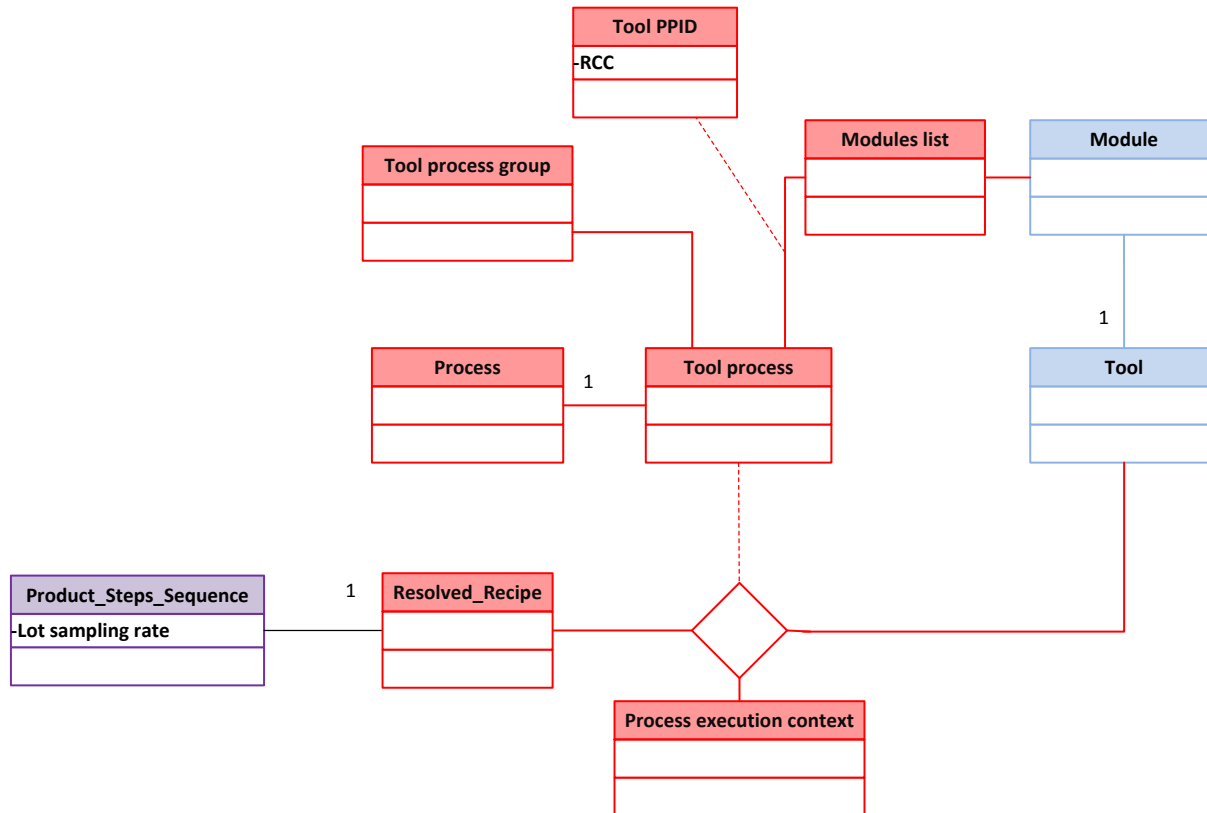 Tool PPID
-RCC
Modules list
Module
Tool process group
1
Process
1
Tool process
Tool
Product_Steps_Sequence
-Lot sampling rate
1
Resolved_Recipe
Process execution context